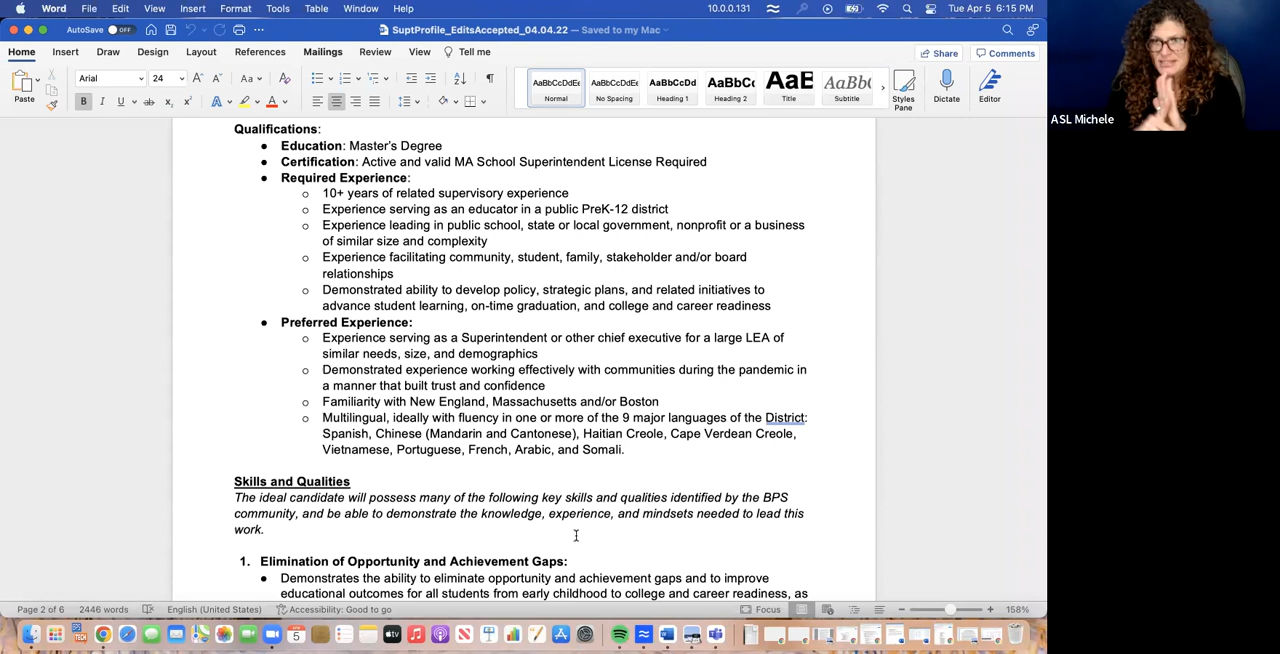 Word File Edit View Insert Format Tools Table Window Help 10.0.0.131 Tue Apr 5 6:15 PM
AutoSave OFF SuptProfile_EditsAccepted_04.04.22 — Saved to my Mac
Home Insert Draw Design Layout References Mailings Review View Tell me Share Comments
Arial 24
AaBbCcDdEe AaBbCcDdEe AaBbCcDd AaBbCc AaB AaBb
Paste Normal No Spacing Heading 1 Heading 2 Title Subtitle Styles Pane Dictate Editor
ASL Michele
Qualifications:
● Education: Master's Degree
● Certification: Active and valid MA School Superintendent License Required
● Required Experience:
○ 10+ years of related supervisory experience
○ Experience serving as an educator in a public PreK-12 district
○ Experience leading in public school, state or local government, nonprofit or a business
of similar size and complexity
○ Experience facilitating community, student, family, stakeholder and/or board
relationships
○ Demonstrated ability to develop policy, strategic plans, and related initiatives to
advance student learning, on-time graduation, and college and career readiness
● Preferred Experience:
○ Experience serving as a Superintendent or other chief executive for a large LEA of
similar needs, size, and demographics
○ Demonstrated experience working effectively with communities during the pandemic in
a manner that built trust and confidence
○ Familiarity with New England, Massachusetts and/or Boston
○ Multilingual, ideally with fluency in one or more of the 9 major languages of the District:
Spanish, Chinese (Mandarin and Cantonese), Haitian Creole, Cape Verdean Creole,
Vietnamese, Portuguese, French, Arabic, and Somali.
Skills and Qualities
The ideal candidate will possess many of the following key skills and qualities identified by the BPS
community, and be able to demonstrate the knowledge, experience, and mindsets needed to lead this
work.
1. Elimination of Opportunity and Achievement Gaps:
● Demonstrates the ability to eliminate opportunity and achievement gaps and to improve
educational outcomes for all students from early childhood to college and career readiness, as
Page 2 of 6 2446 words English (United States) Accessibility: Good to go Focus 158%